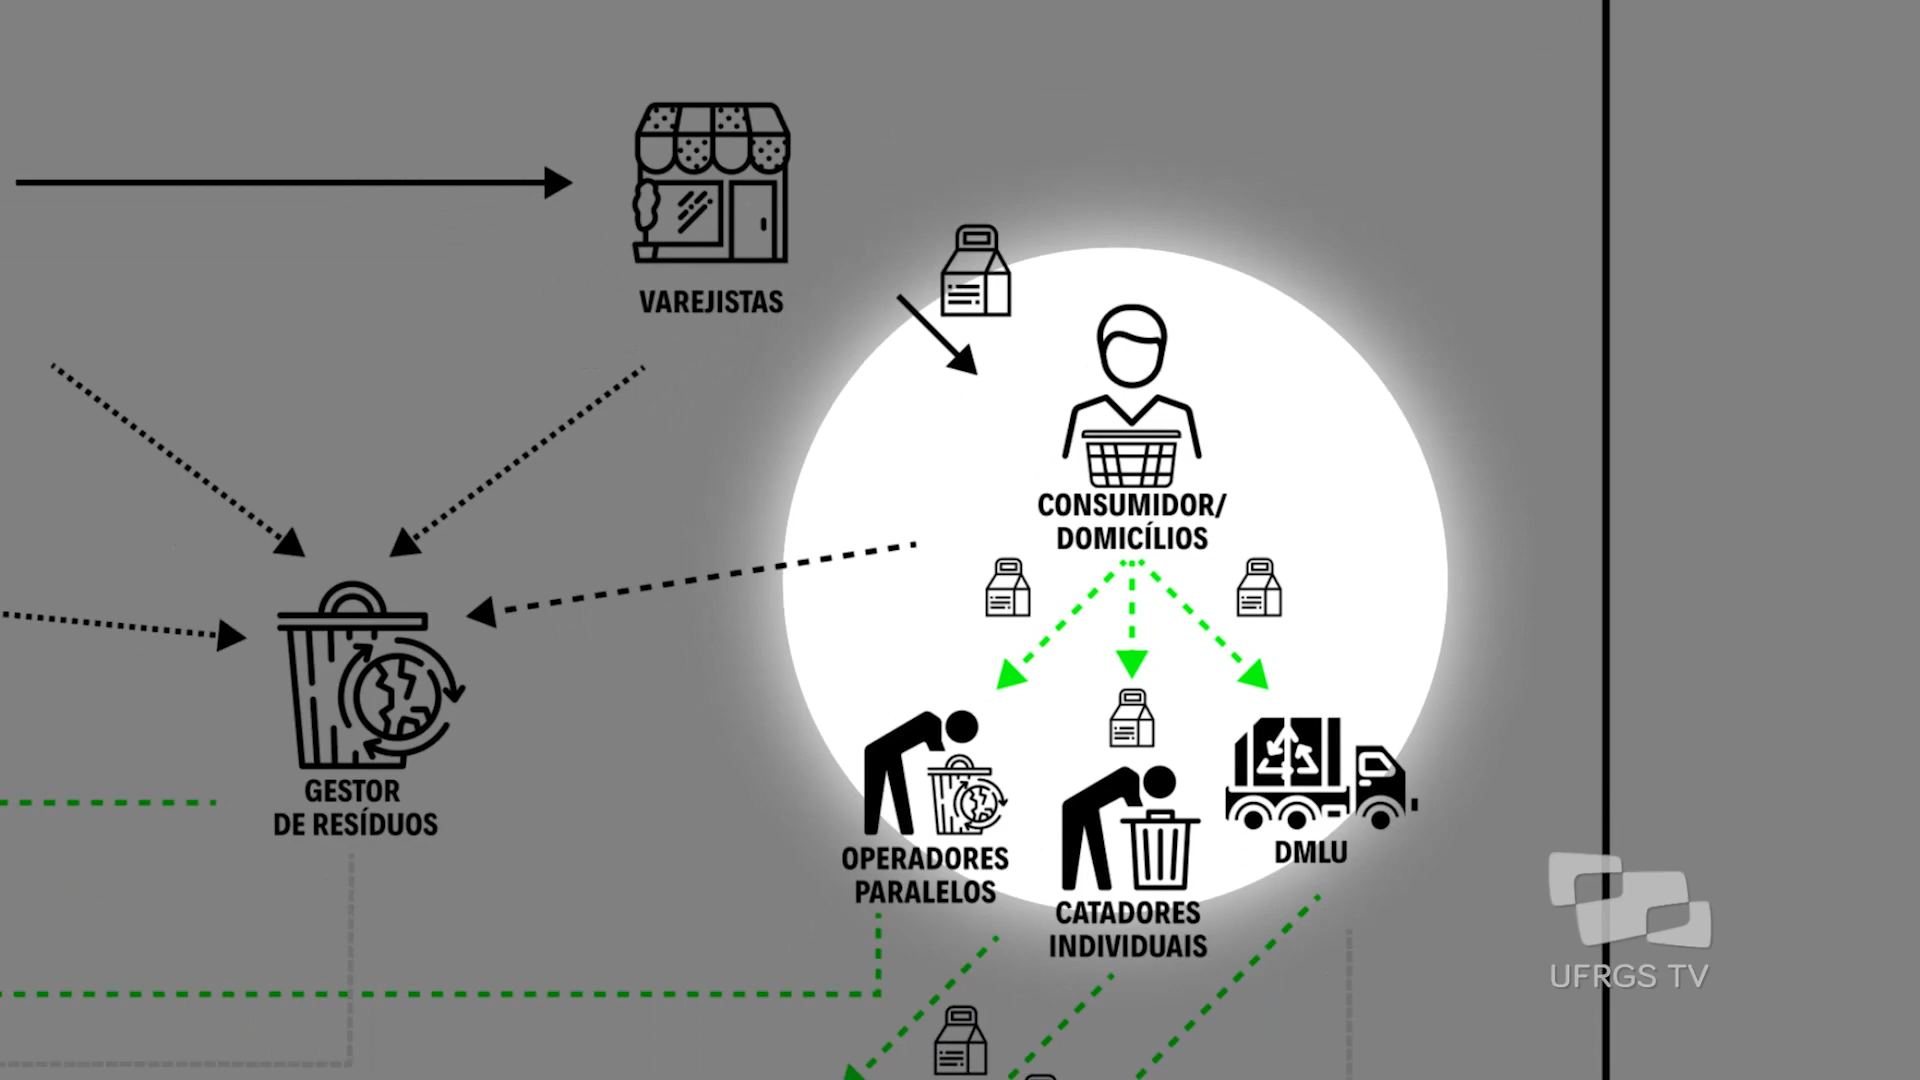 VAREJISTAS
CONSUMIDOR/
DOMICÍLIOS
GESTOR
DE RESÍDUOS
OPERADORES
PARALELOS
CATADORES
INDIVIDUAIS
DMLU
UFRGS TV